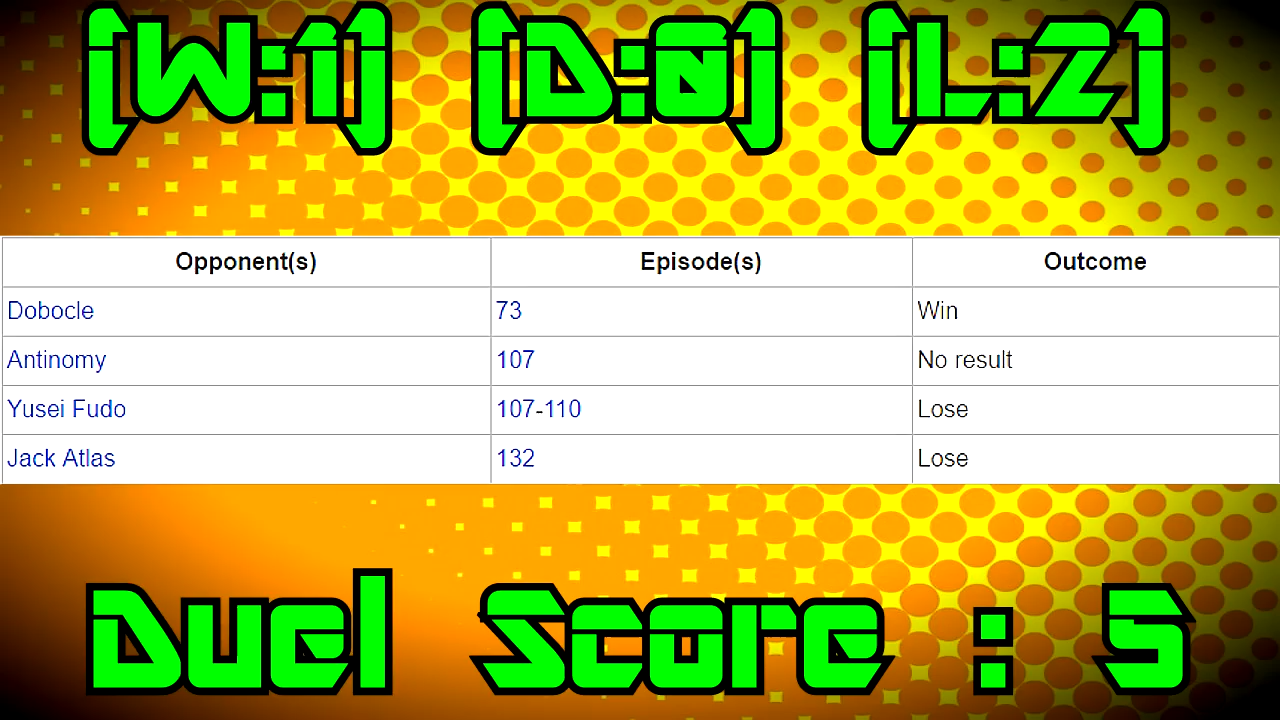 [W:1] [D:0] [L:2]
Opponent(s) Episode(s) Outcome
Dobocle 73 Win
Antinomy 107 No result
Yusei Fudo 107-110 Lose
Jack Atlas 132 Lose
Duel Score : 5